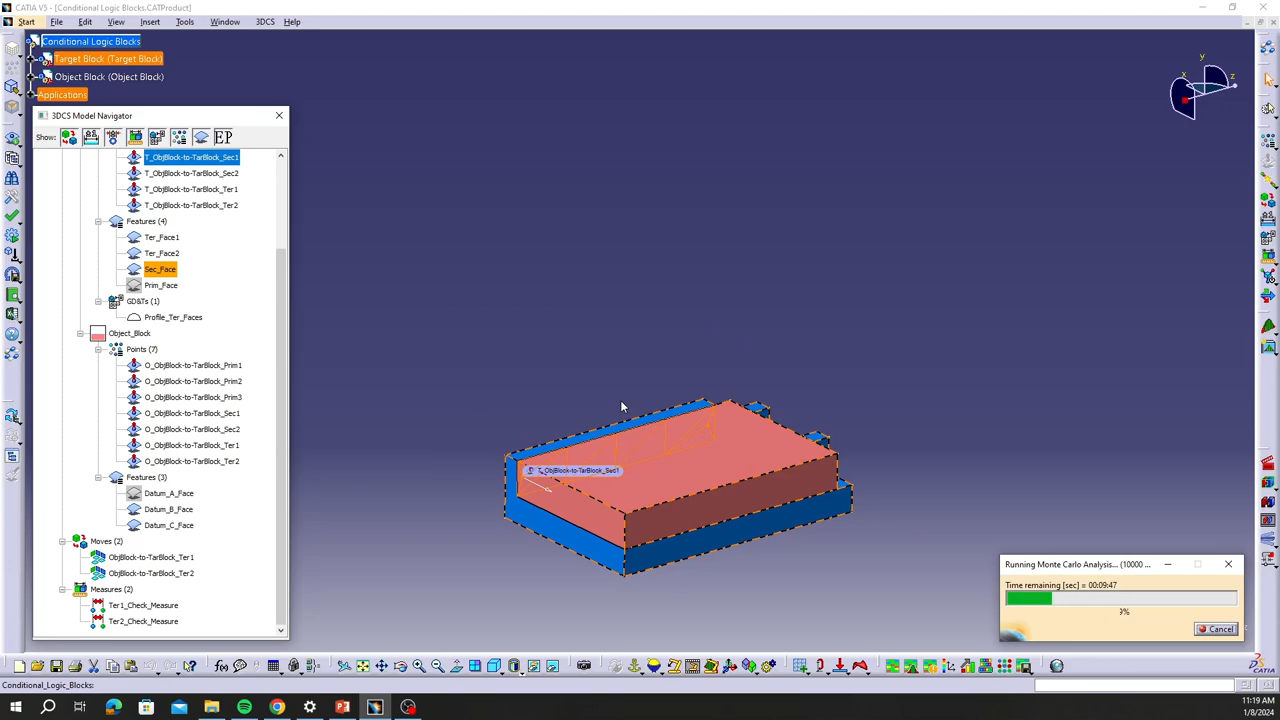 CATIA V5 - [Conditional Logic Blocks.CATProduct]
Start File Edit View Insert Tools Window 3DCS Help
Conditional Logic Blocks
Target Block (Target Block)
Object Block (Object Block)
Applications
x y z
3DCS Model Navigator
Show: EP
T_ObjBlock-to-TarBlock_Sec1
T_ObjBlock-to-TarBlock_Sec2
T_ObjBlock-to-TarBlock_Ter1
T_ObjBlock-to-TarBlock_Ter2
Features (4)
Ter_Face1
Ter_Face2
Sec_Face
Prim_Face
GD&Ts (1)
Profile_Ter_Faces
Object_Block
Points (7)
O_ObjBlock-to-TarBlock_Prim1
O_ObjBlock-to-TarBlock_Prim2
O_ObjBlock-to-TarBlock_Prim3
O_ObjBlock-to-TarBlock_Sec1
O_ObjBlock-to-TarBlock_Sec2
O_ObjBlock-to-TarBlock_Ter1
O_ObjBlock-to-TarBlock_Ter2
Features (3)
Datum_A_Face
Datum_B_Face
Datum_C_Face
Moves (2)
ObjBlock-to-TarBlock_Ter1
ObjBlock-to-TarBlock_Ter2
Measures (2)
Ter1_Check_Measure
Ter2_Check_Measure
T_ObjBlock-to-TarBlock_Sec1
Running Monte Carlo Analysis... (10000 ...
Time remaining [sec] = 00:09:47
Cancel
f(x)
CATIA
Conditional_Logic_Blocks:
11:19 AM
1/8/2024